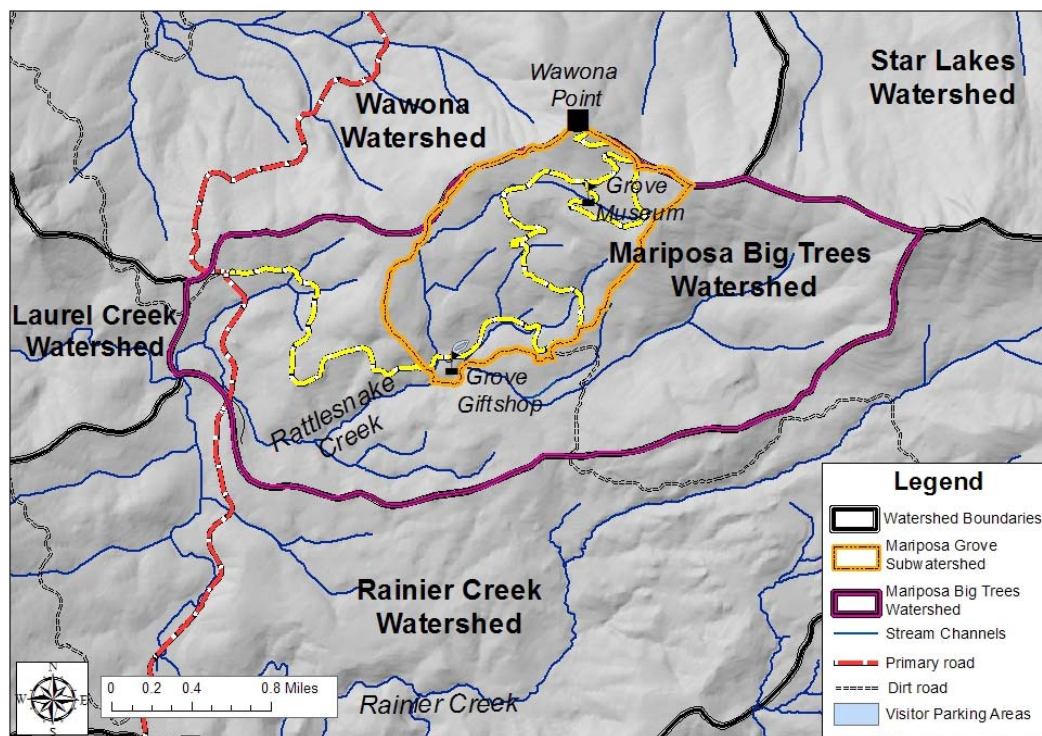 Star Lakes
Watershed
Wawona
Point
Wawona
Watershed
Grove
Museum
Mariposa Big Trees
Watershed
Laurel Creek
Watershed
Grove
Giftshop
Rattlesnake
Creek
Rainier Creek
Watershed
Rainier Creek
N
W
E
S
0 0.2 0.4 0.8 Miles
Legend
Watershed Boundaries
Mariposa Grove
Subwatershed
Mariposa Big Trees
Watershed
Stream Channels
Primary road
Dirt road
Visitor Parking Areas